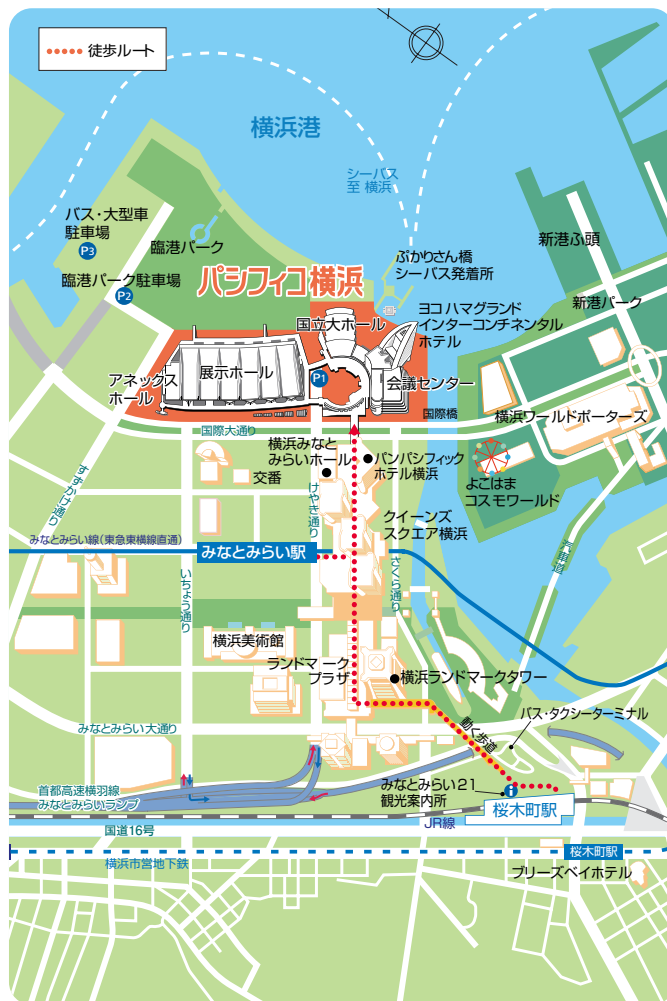 徒歩ルート
横浜港
シーバス
至 横浜
バス・大型車
駐車場
P3
臨港パーク
臨港パーク駐車場
P2
パシフィコ横浜
ぷかりさん橋
シーバス発着所
新港ふ頭
新港パーク
国立大ホール
ヨコハマグランド
インターコンチネンタル
ホテル
展示ホール
P1
アネックス
ホール
会議センター
国際橋
横浜ワールドポーターズ
国際大通り
横浜みなと
みらいホール
パンパシフィック
ホテル横浜
よこはま
コスモワールド
交番
すずかけ通り
けやき通り
クイーンズ
スクエア横浜
みなとみらい線(東急東横線直通)
みなとみらい駅
さくら通り
汽車道
いちょう通り
横浜美術館
ランドマーク
プラザ
横浜ランドマークタワー
みなとみらい大通り
動く歩道
バス・タクシーターミナル
首都高速横羽線
みなとみらいランプ
みなとみらい21
観光案内所
i
桜木町駅
国道16号
JR線
横浜市営地下鉄
桜木町駅
ブリーズベイホテル